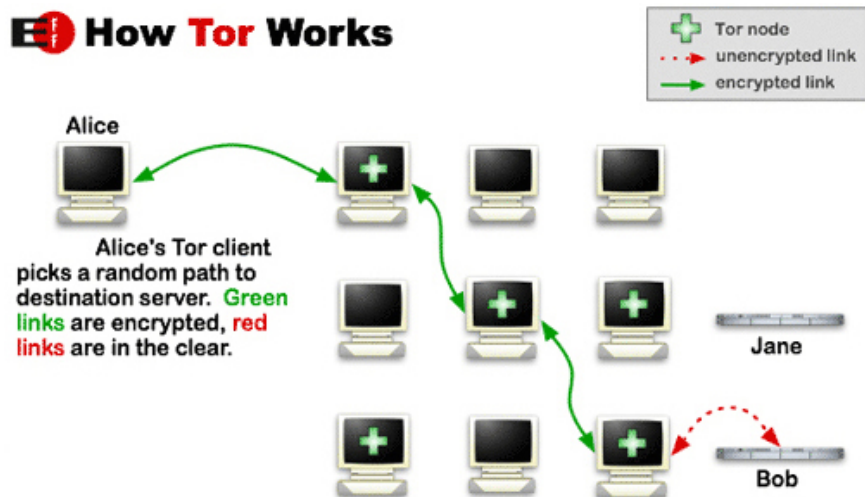 EFF How Tor Works
Tor node
unencrypted link
encrypted link
Alice
Alice's Tor client
picks a random path to
destination server. Green
links are encrypted, red
links are in the clear.
Jane
Bob